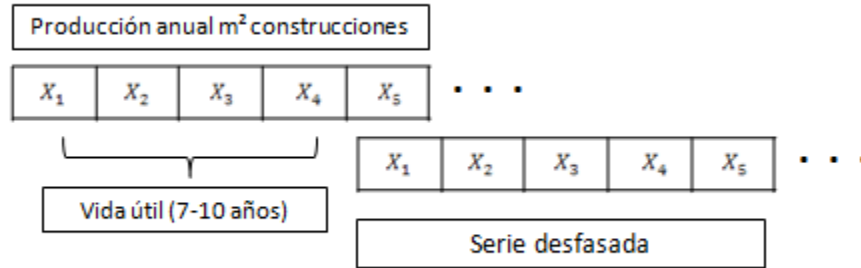 Producción anual m² construcciones
X₁ X₂ X₃ X₄ X₅ . . .
X₁ X₂ X₃ X₄ X₅ . . .
Vida útil (7-10 años)
Serie desfasada